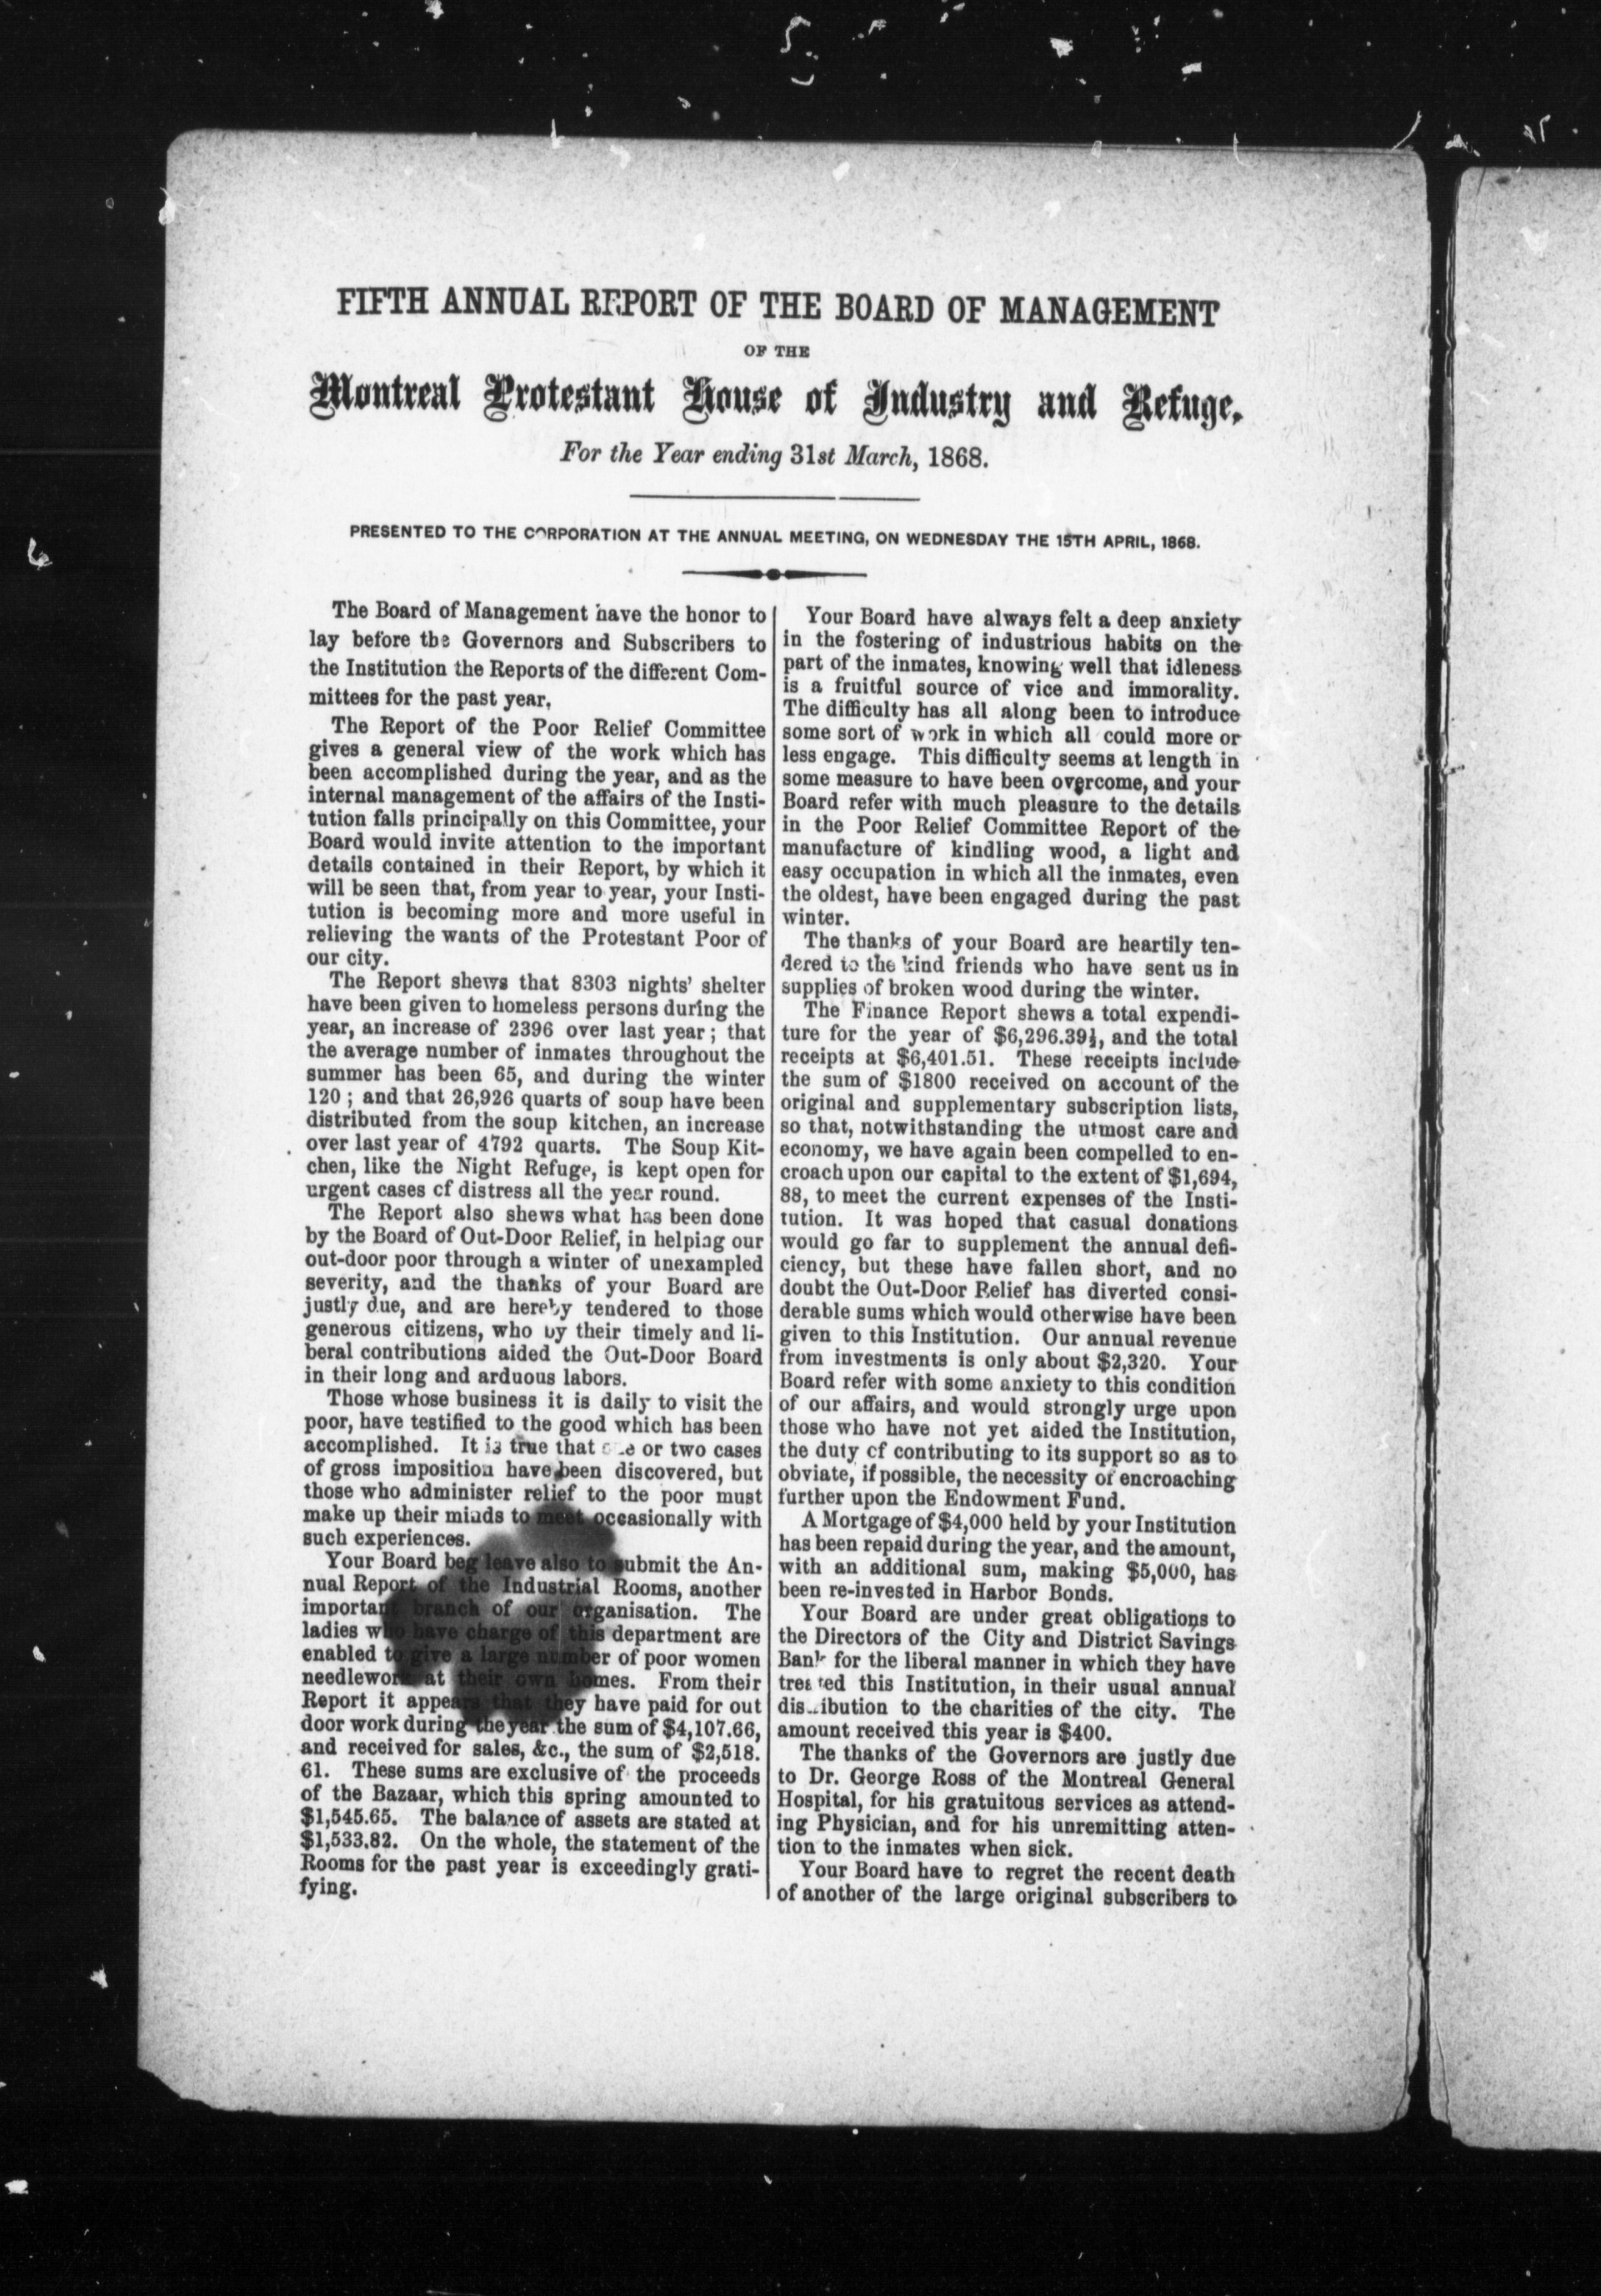 FIFTH ANNUAL REPORT OF THE BOARD OF MANAGEMENT
OF THE
Montreal Protestant House of Industry and Refuge,
For the Year ending 31st March, 1868.
PRESENTED TO THE CORPORATION AT THE ANNUAL MEETING, ON WEDNESDAY THE 15TH APRIL, 1868.
The Board of Management have the honor to
lay before the Governors and Subscribers to
the Institution the Reports of the different Com-
mittees for the past year.
The Report of the Poor Relief Committee
gives a general view of the work which has
been accomplished during the year, and as the
internal management of the affairs of the Insti-
tution falls principally on this Committee, your
Board would invite attention to the important
details contained in their Report, by which it
will be seen that, from year to year, your Insti-
tution is becoming more and more useful in
relieving the wants of the Protestant Poor of
our city.
The Report shews that 8303 nights' shelter
have been given to homeless persons during the
year, an increase of 2396 over last year; that
the average number of inmates throughout the
summer has been 65, and during the winter
120; and that 26,926 quarts of soup have been
distributed from the soup kitchen, an increase
over last year of 4792 quarts. The Soup Kit-
chen, like the Night Refuge, is kept open for
urgent cases of distress all the year round.
The Report also shews what has been done
by the Board of Out-Door Relief, in helping our
out-door poor through a winter of unexampled
severity, and the thanks of your Board are
justly due, and are hereby tendered to those
generous citizens, who by their timely and li-
beral contributions aided the Out-Door Board
in their long and arduous labors.
Those whose business it is daily to visit the
poor, have testified to the good which has been
accomplished. It is true that one or two cases
of gross imposition have been discovered, but
those who administer relief to the poor must
make up their minds to meet occasionally with
such experiences.
Your Board beg leave also to submit the An-
nual Report of the Industrial Rooms, another
important branch of our organisation. The
ladies who have charge of this department are
enabled to give a large number of poor women
needlework at their own homes. From their
Report it appears that they have paid for out
door work during the year the sum of $4,107.66,
and received for sales, &c., the sum of $2,518.
61. These sums are exclusive of the proceeds
of the Bazaar, which this spring amounted to
$1,545.65. The balance of assets are stated at
$1,533.82. On the whole, the statement of the
Rooms for the past year is exceedingly grati-
fying.
Your Board have always felt a deep anxiety
in the fostering of industrious habits on the
part of the inmates, knowing well that idleness
is a fruitful source of vice and immorality.
The difficulty has all along been to introduce
some sort of work in which all could more or
less engage. This difficulty seems at length in
some measure to have been overcome, and your
Board refer with much pleasure to the details
in the Poor Relief Committee Report of the
manufacture of kindling wood, a light and
easy occupation in which all the inmates, even
the oldest, have been engaged during the past
winter.
The thanks of your Board are heartily ten-
dered to the kind friends who have sent us in
supplies of broken wood during the winter.
The Finance Report shews a total expendi-
ture for the year of $6,296.39½, and the total
receipts at $6,401.51. These receipts include
the sum of $1800 received on account of the
original and supplementary subscription lists,
so that, notwithstanding the utmost care and
economy, we have again been compelled to en-
croach upon our capital to the extent of $1,694,
88, to meet the current expenses of the Insti-
tution. It was hoped that casual donations
would go far to supplement the annual defi-
ciency, but these have fallen short, and no
doubt the Out-Door Relief has diverted consi-
derable sums which would otherwise have been
given to this Institution. Our annual revenue
from investments is only about $2,320. Your
Board refer with some anxiety to this condition
of our affairs, and would strongly urge upon
those who have not yet aided the Institution,
the duty of contributing to its support so as to
obviate, if possible, the necessity of encroaching
further upon the Endowment Fund.
A Mortgage of $4,000 held by your Institution
has been repaid during the year, and the amount,
with an additional sum, making $5,000, has
been re-invested in Harbor Bonds.
Your Board are under great obligations to
the Directors of the City and District Savings
Bank for the liberal manner in which they have
treated this Institution, in their usual annual
distribution to the charities of the city. The
amount received this year is $400.
The thanks of the Governors are justly due
to Dr. George Ross of the Montreal General
Hospital, for his gratuitous services as attend-
ing Physician, and for his unremitting atten-
tion to the inmates when sick.
Your Board have to regret the recent death
of another of the large original subscribers to